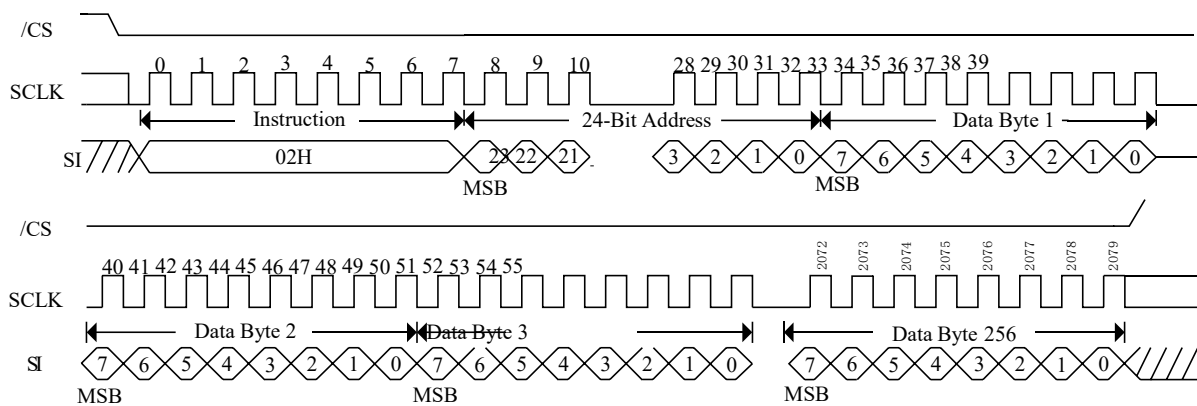 /CS
0 1 2 3 4 5 6 7 8 9 10 28 29 30 31 32 33 34 35 36 37 38 39
SCLK
Instruction 24-Bit Address Data Byte 1
SI 02H 23 22 21 3 2 1 0 7 6 5 4 3 2 1 0
MSB MSB
/CS
40 41 42 43 44 45 46 47 48 49 50 51 52 53 54 55 2072 2073 2074 2075 2076 2077 2078 2079
SCLK
Data Byte 2 Data Byte 3 Data Byte 256
SI 7 6 5 4 3 2 1 0 7 6 5 4 3 2 1 0 7 6 5 4 3 2 1 0
MSB MSB MSB